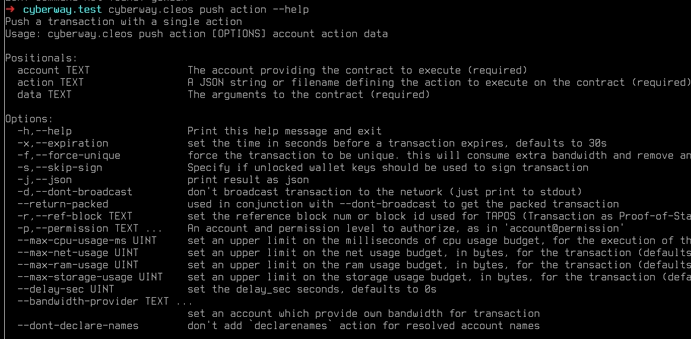 ➜ cyberway.test cyberway.cleos push action --help
Push a transaction with a single action
Usage: cyberway.cleos push action [OPTIONS] account action data
Positionals:
account TEXT The account providing the contract to execute (required)
action TEXT A JSON string or filename defining the action to execute on the contract (required)
data TEXT The arguments to the contract (required)
Options:
-h,--help Print this help message and exit
-x,--expiration set the time in seconds before a transaction expires, defaults to 30s
-f,--force-unique force the transaction to be unique. this will consume extra bandwidth and remove an
-s,--skip-sign Specify if unlocked wallet keys should be used to sign transaction
-j,--json print result as json
-d,--dont-broadcast don't broadcast transaction to the network (just print to stdout)
--return-packed used in conjunction with --dont-broadcast to get the packed transaction
-r,--ref-block TEXT set the reference block num or block id used for TAPOS (Transaction as Proof-of-Sta
-p,--permission TEXT ... An account and permission level to authorize, as in 'account@permission'
--max-cpu-usage-ms UINT set an upper limit on the milliseconds of cpu usage budget, for the execution of th
--max-net-usage UINT set an upper limit on the net usage budget, in bytes, for the transaction (defaults
--max-ram-usage UINT set an upper limit on the ram usage budget, in bytes, for the transaction (defaults
--max-storage-usage UINT set an upper limit on the storage usage budget, in bytes, for the transaction (defa
--delay-sec UINT set the delay_sec seconds, defaults to 0s
--bandwidth-provider TEXT ...
set an account which provide own bandwidth for transaction
--dont-declare-names don't add `declarenames` action for resolved account names